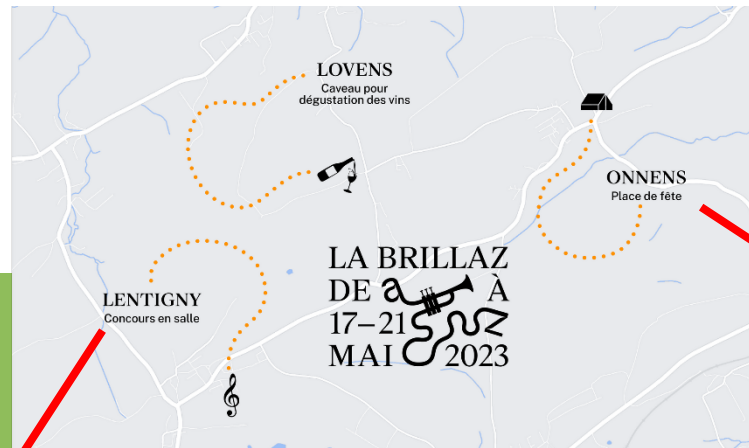 LOVENS
Caveau pour
dégustation des vins
ONNENS
Place de fête
LENTIGNY
Concours en salle
LA BRILLAZ
DE a À Z
17–21
MAI 2023